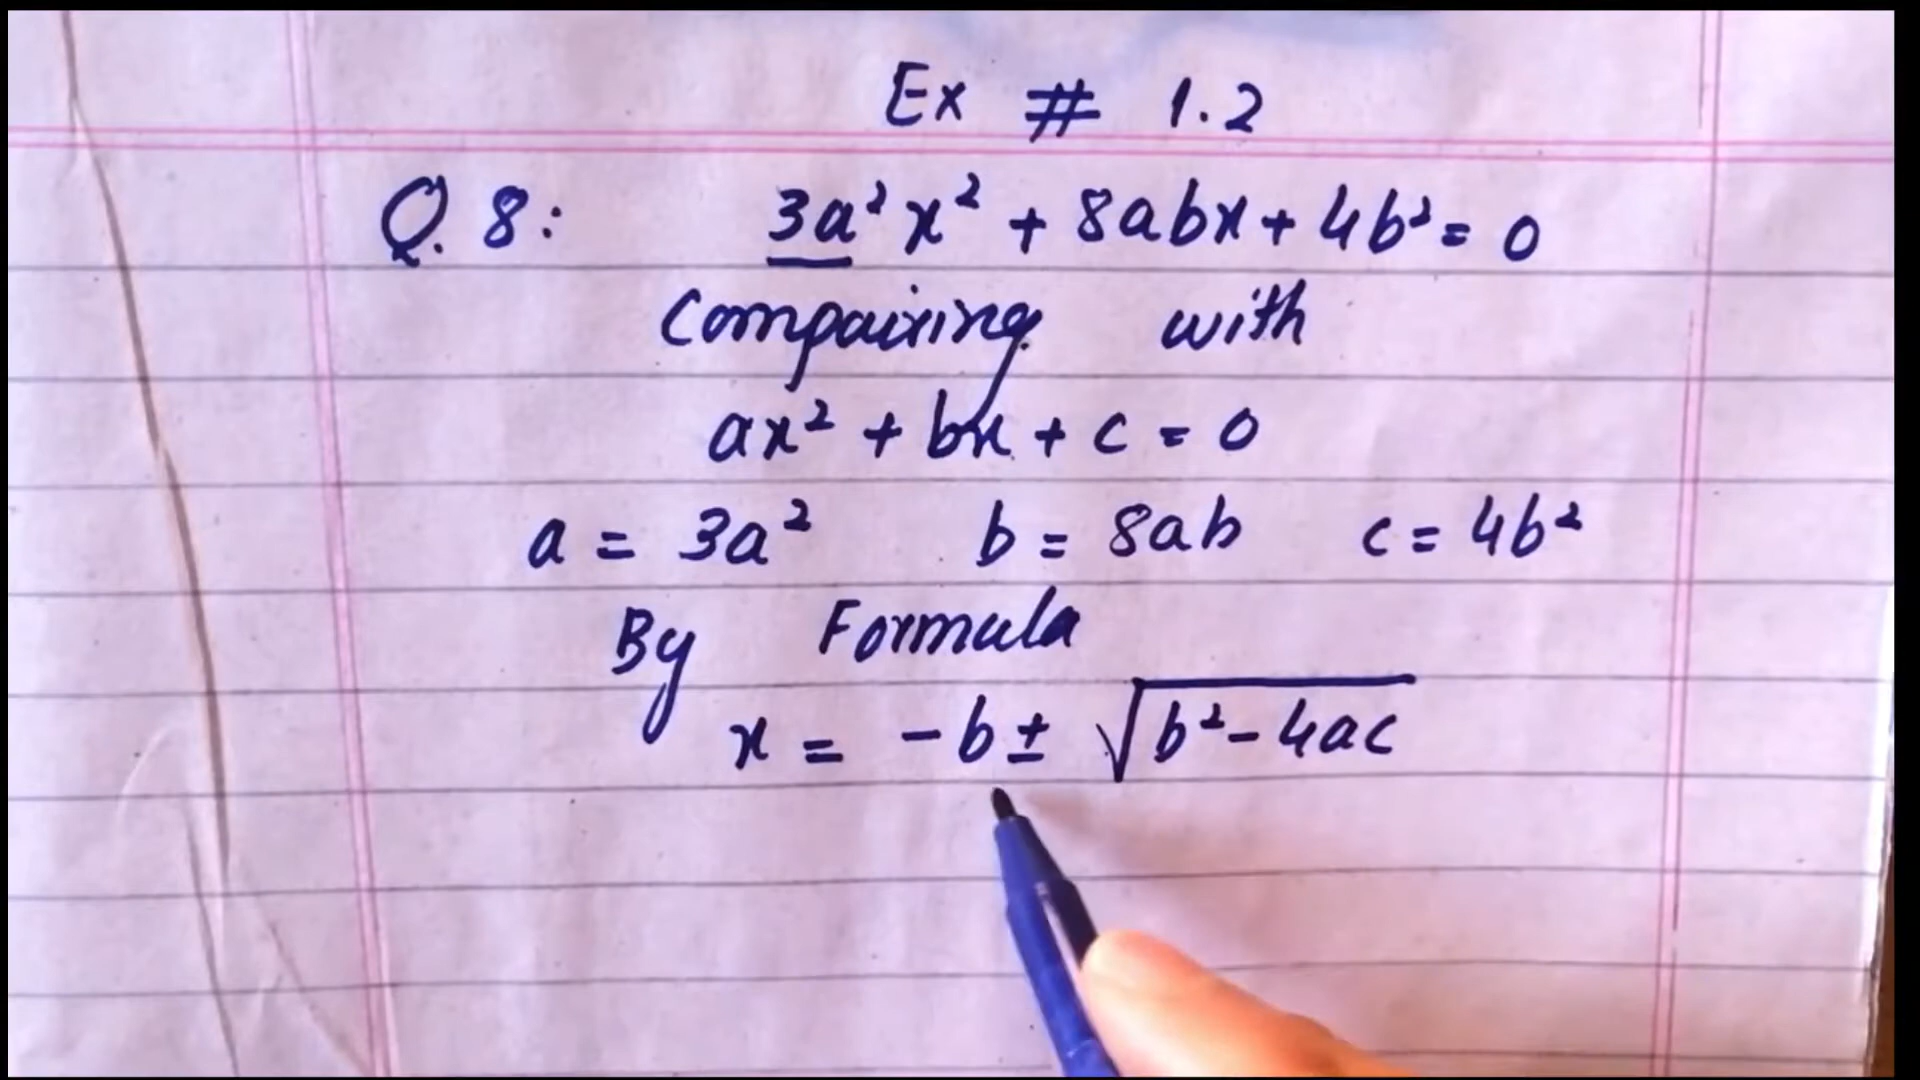 Ex # 1.2
Q.8: 3a²x² + 8abx + 4b² = 0
Compairing with
ax² + bx + c = 0
a = 3a² b = 8ab c = 4b²
By Formula
x = -b ± √b² - 4ac